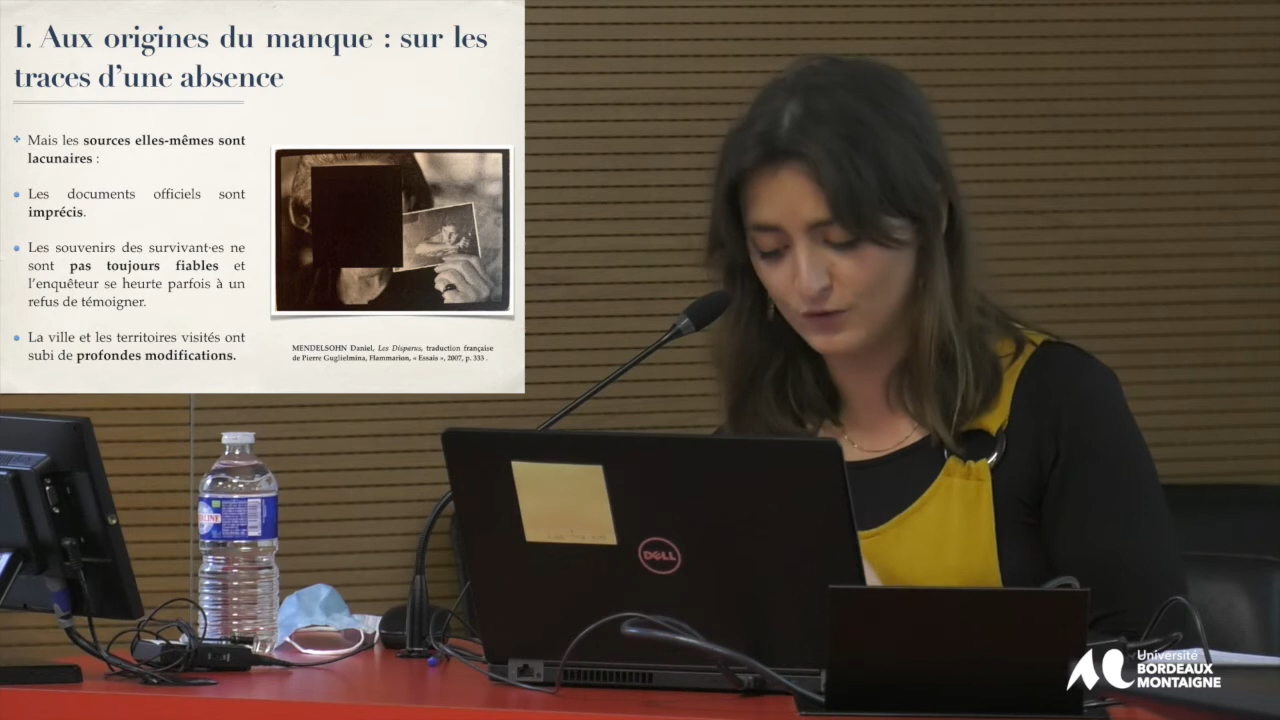 I. Aux origines du manque : sur les
traces d'une absence
Mais les sources elles-mêmes sont
lacunaires :
Les documents officiels sont
imprécis.
Les souvenirs des survivant·es ne
sont pas toujours fiables et
l'enquêteur se heurte parfois à un
refus de témoigner.
La ville et les territoires visités ont
subi de profondes modifications.
MENDELSOHN Daniel, Les Disparus, traduction française
de Pierre Guglielmina, Flammarion, « Essais », 2007, p. 333 .
DELL
Université
BORDEAUX
MONTAIGNE